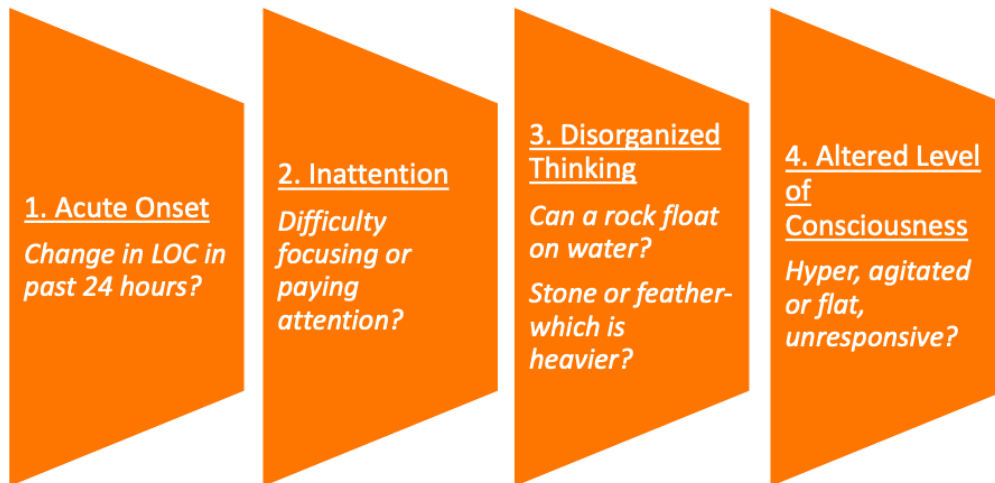 1. Acute Onset
Change in LOC in
past 24 hours?
2. Inattention
Difficulty
focusing or
paying
attention?
3. Disorganized
Thinking
Can a rock float
on water?
Stone or feather-
which is
heavier?
4. Altered Level
of
Consciousness
Hyper, agitated
or flat,
unresponsive?